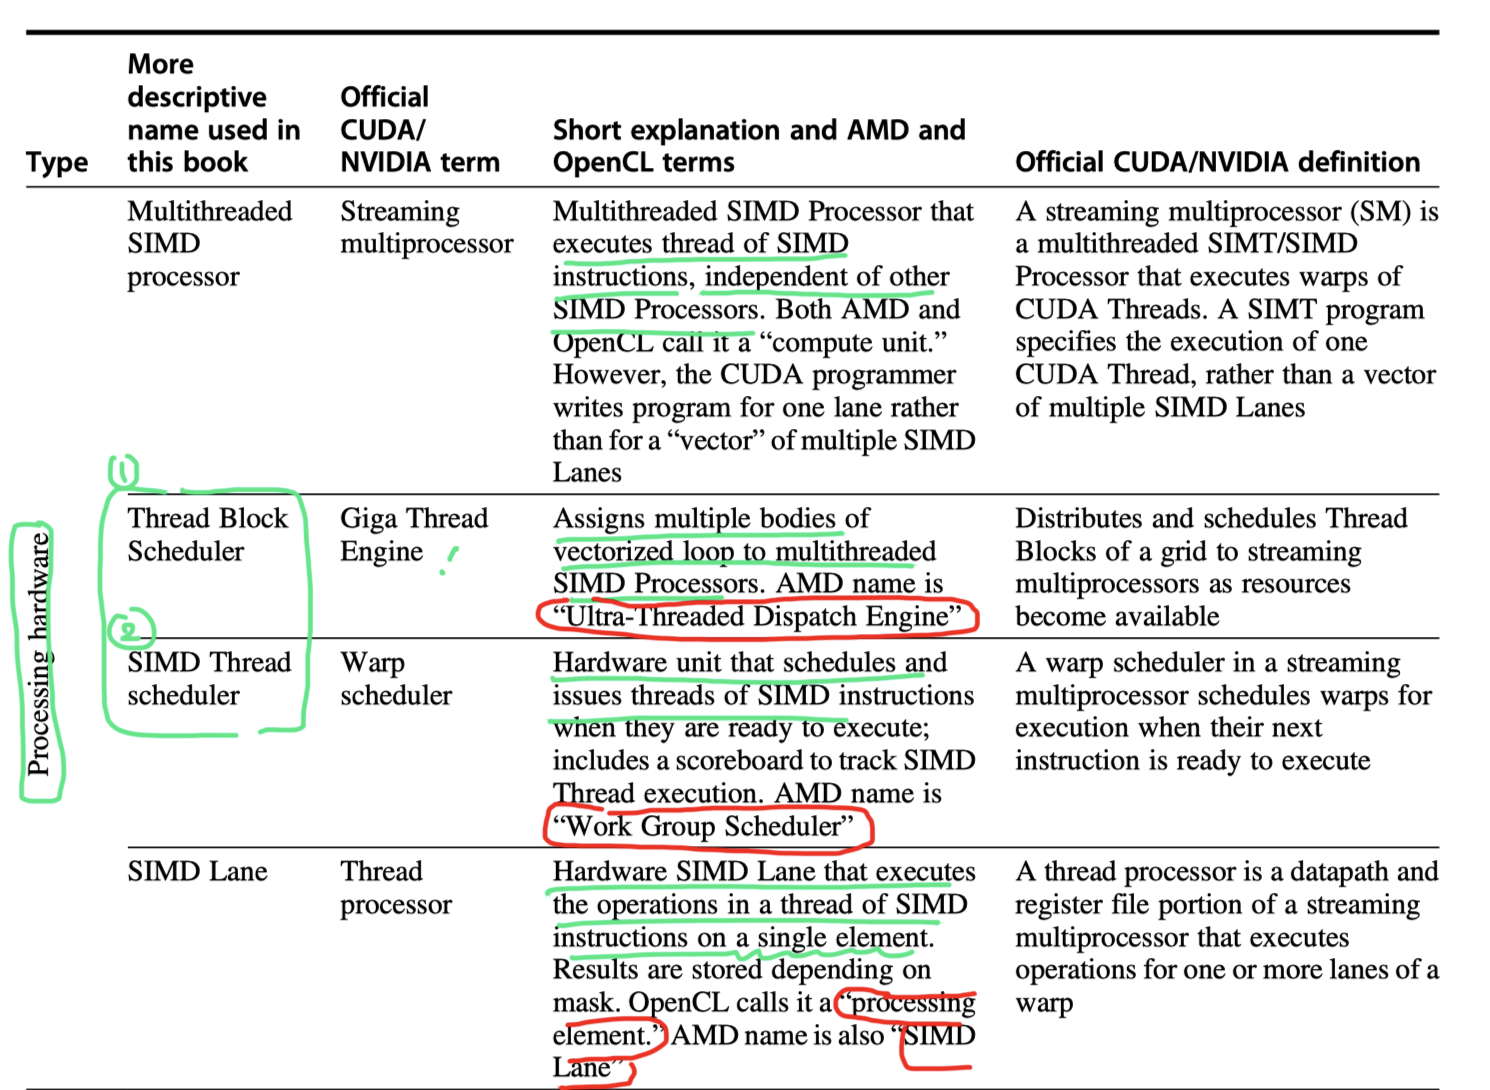 More
descriptive
name used in
this book
Official
CUDA/
NVIDIA term
Short explanation and AMD and
OpenCL terms
Type
Official CUDA/NVIDIA definition
Processing hardware
Multithreaded
SIMD
processor
Streaming
multiprocessor
Multithreaded SIMD Processor that
executes thread of SIMD
instructions, independent of other
SIMD Processors. Both AMD and
OpenCL call it a “compute unit.”
However, the CUDA programmer
writes program for one lane rather
than for a “vector” of multiple SIMD
Lanes
A streaming multiprocessor (SM) is
a multithreaded SIMT/SIMD
Processor that executes warps of
CUDA Threads. A SIMT program
specifies the execution of one
CUDA Thread, rather than a vector
of multiple SIMD Lanes
1
Thread Block
Scheduler
Giga Thread
Engine !
Assigns multiple bodies of
vectorized loop to multithreaded
SIMD Processors. AMD name is
“Ultra-Threaded Dispatch Engine”
Distributes and schedules Thread
Blocks of a grid to streaming
multiprocessors as resources
become available
2
SIMD Thread
scheduler
Warp
scheduler
Hardware unit that schedules and
issues threads of SIMD instructions
when they are ready to execute;
includes a scoreboard to track SIMD
Thread execution. AMD name is
“Work Group Scheduler”
A warp scheduler in a streaming
multiprocessor schedules warps for
execution when their next
instruction is ready to execute
SIMD Lane
Thread
processor
Hardware SIMD Lane that executes
the operations in a thread of SIMD
instructions on a single element.
Results are stored depending on
mask. OpenCL calls it a “processing
element.” AMD name is also “SIMD
Lane”
A thread processor is a datapath and
register file portion of a streaming
multiprocessor that executes
operations for one or more lanes of a
warp